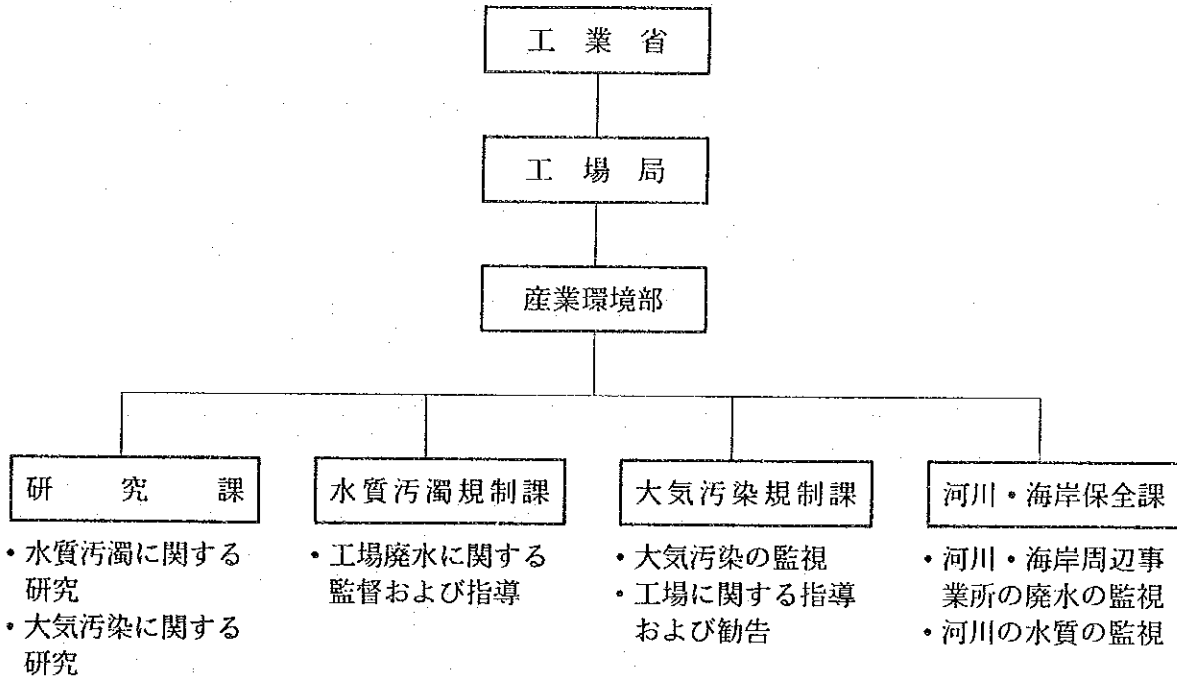 工業省
工場局
産業環境部
研究課
・水質汚濁に関する
研究
・大気汚染に関する
研究
水質汚濁規制課
・工場廃水に関する
監督および指導
大気汚染規制課
・大気汚染の監視
・工場に関する指導
および勧告
河川・海岸保全課
・河川・海岸周辺事
業所の廃水の監視
・河川の水質の監視